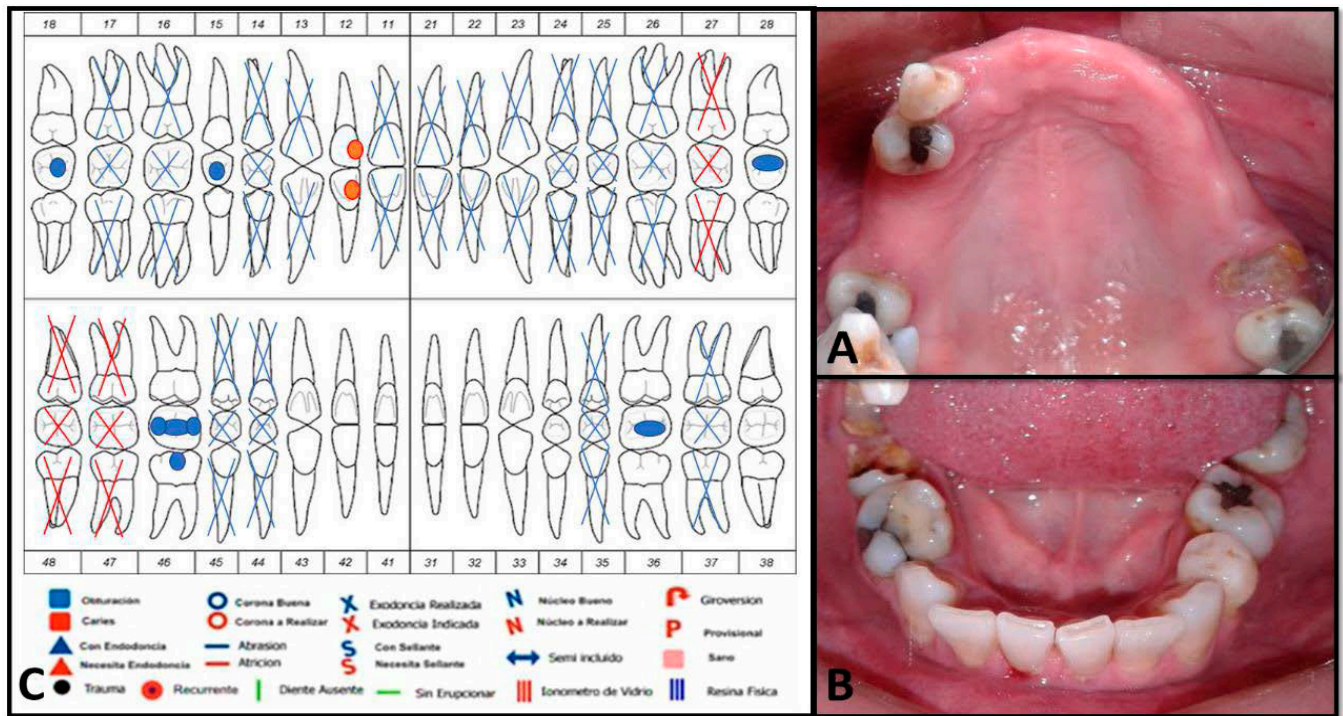 18 17 16 15 14 13 12 11 21 22 23 24 25 26 27 28
48 47 46 45 44 43 42 41 31 32 33 34 35 36 37 38
Obturación
Caries
Con Endodoncia
Necesita Endodoncia
Trauma
Corona Buena
Corona a Realizar
Abrasion
Atricion
Recurrente
Diente Ausente
Exodoncia Realizada
Exodoncia Indicada
Con Sellante
Necesita Sellante
Sin Erupcionar
Núcleo Bueno
Núcleo a Realizar
Semi incluido
Ionometro de Vidrio
Giroversion
P Provisional
Sano
Resina Fisica
C
A
B